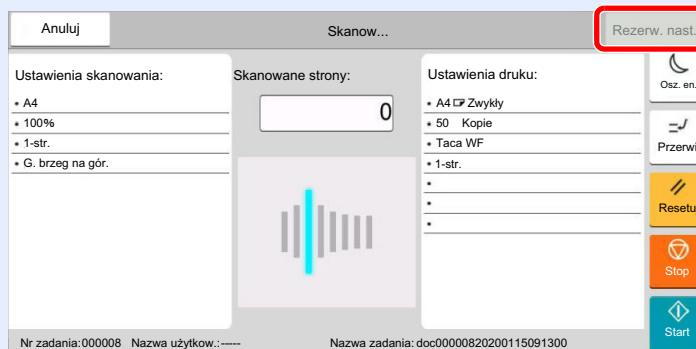 Anuluj
Skanow...
Rezerw. nast.
Ustawienia skanowania:
• A4
• 100%
• 1-str.
• G. brzeg na gór.
Skanowane strony:
0
Ustawienia druku:
• A4 Zwykły
• 50 Kopie
• Taca WF
• 1-str.
•
•
•
Osz. en.
Przerwi
Resetu
Stop
Start
Nr zadania: 000008 Nazwa użytkow.: -----
Nazwa zadania: doc00000820200115091300